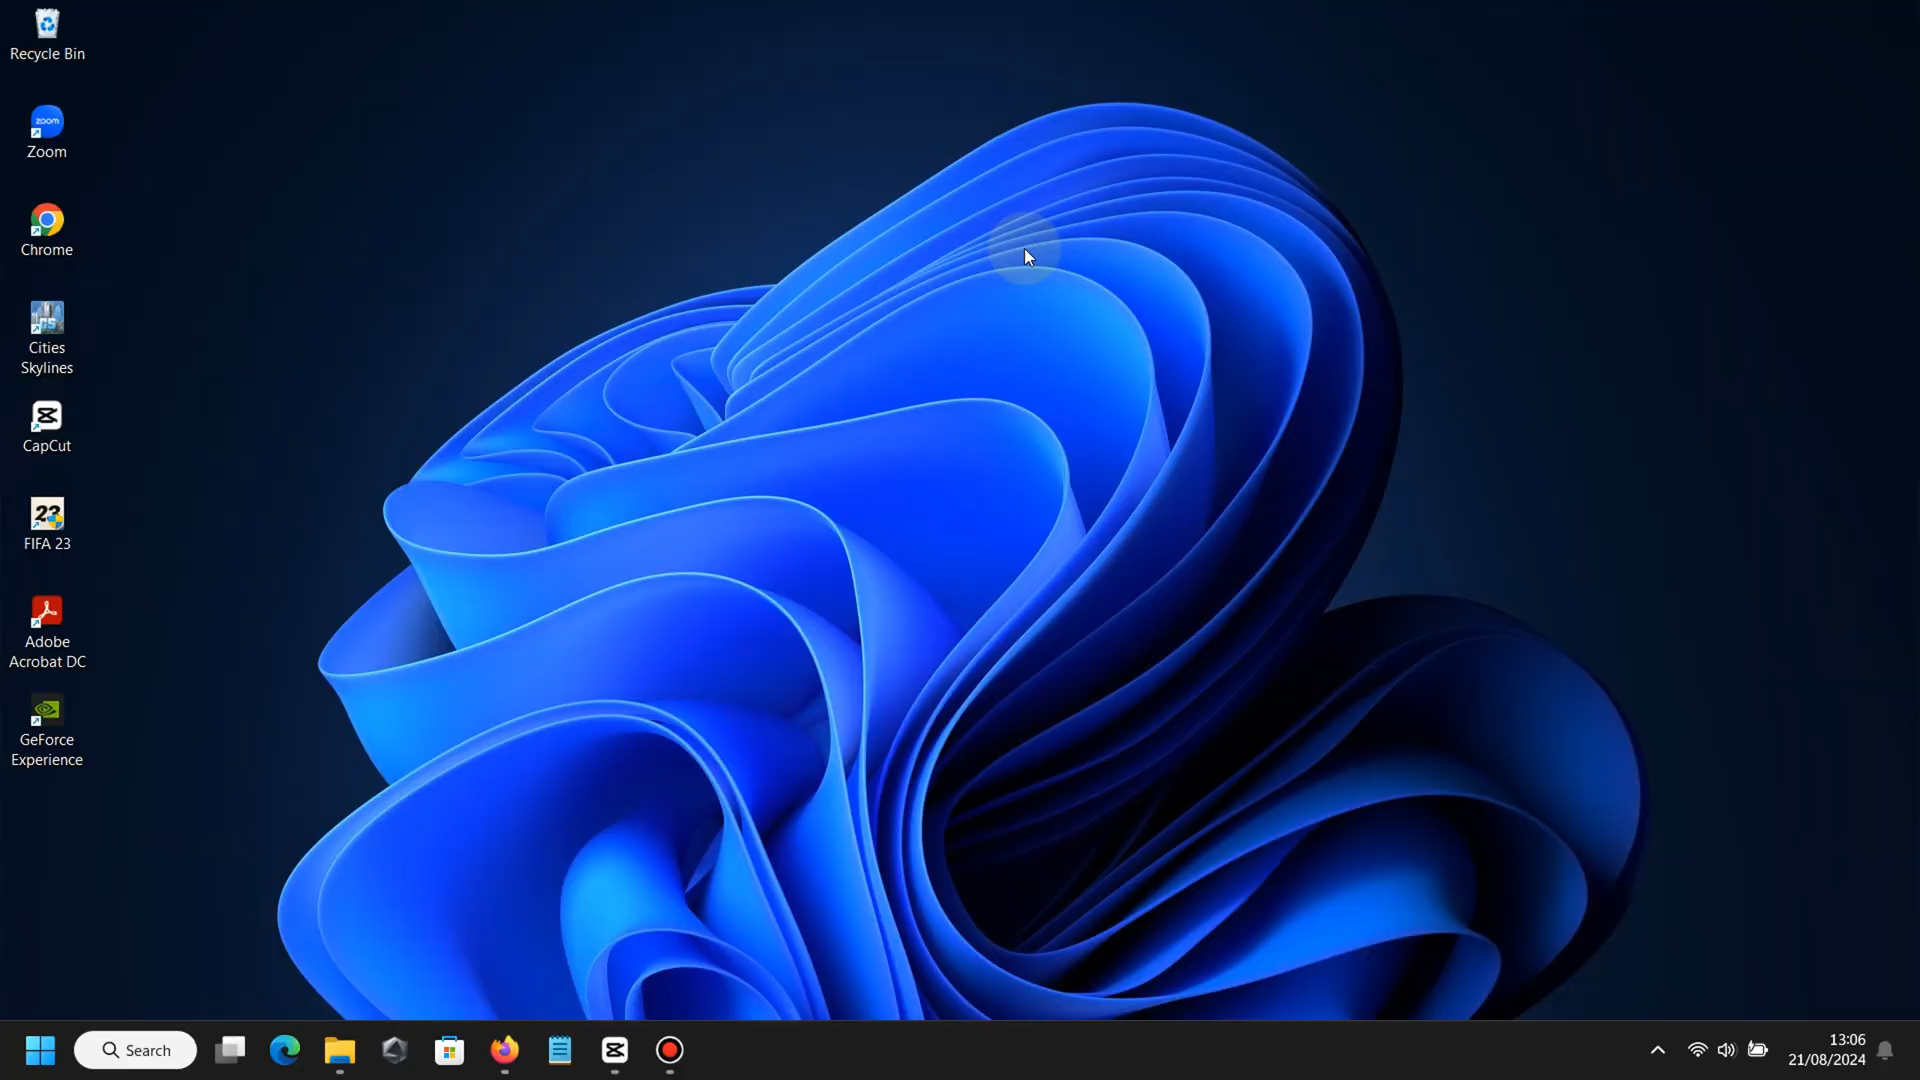 Recycle Bin
zoom
Zoom
Chrome
CS
Cities
Skylines
CapCut
23
FIFA 23
Adobe
Acrobat DC
GeForce
Experience
Search
13:06
21/08/2024